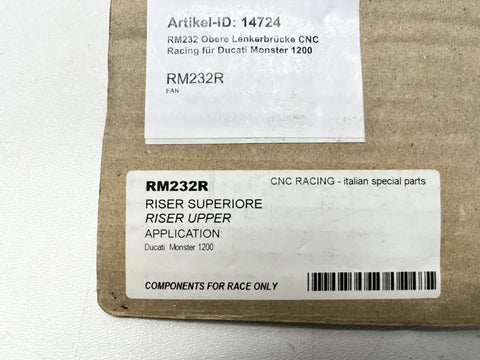 Artikel-ID: 14724
RM232 Obere Lenkerbrücke CNC
Racing für Ducati Monster 1200
RM232R
EAN
RM232R
CNC RACING - italian special parts
RISER SUPERIORE
RISER UPPER
APPLICATION:
Ducati: Monster 1200
COMPONENTS FOR RACE ONLY